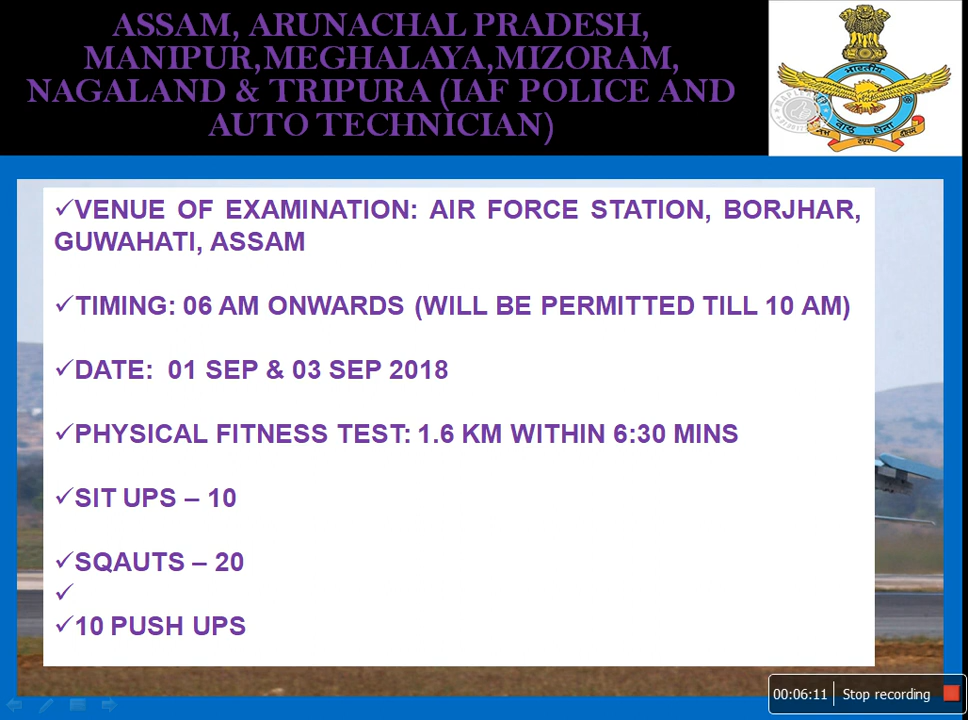 ASSAM, ARUNACHAL PRADESH,
MANIPUR,MEGHALAYA,MIZORAM,
NAGALAND & TRIPURA (IAF POLICE AND
AUTO TECHNICIAN)
भारतीय
वायु सेना
✓VENUE OF EXAMINATION: AIR FORCE STATION, BORJHAR,
GUWAHATI, ASSAM
✓TIMING: 06 AM ONWARDS (WILL BE PERMITTED TILL 10 AM)
✓DATE: 01 SEP & 03 SEP 2018
✓PHYSICAL FITNESS TEST: 1.6 KM WITHIN 6:30 MINS
✓SIT UPS – 10
✓SQAUTS – 20
✓
✓10 PUSH UPS
00:06:11 Stop recording